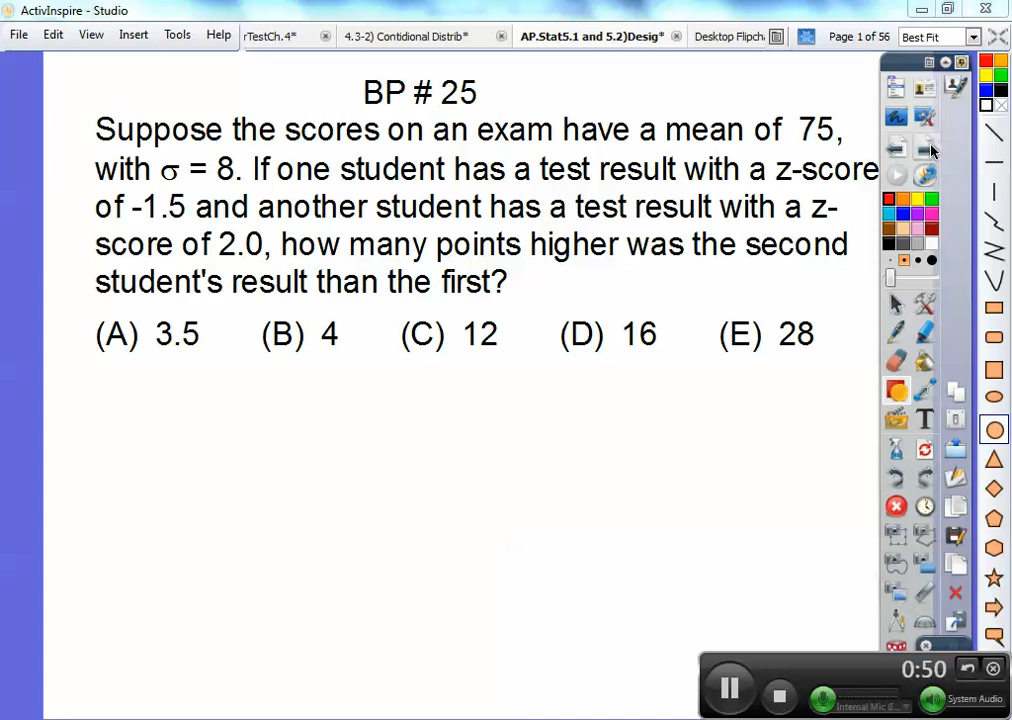 ActivInspire - Studio
File Edit View Insert Tools Help
rTestCh.4* 4.3-2) Contidional Distrib* AP.Stat5.1 and 5.2)Desig* Desktop Flipch Page 1 of 56 Best Fit
BP # 25
Suppose the scores on an exam have a mean of 75,
with σ = 8. If one student has a test result with a z-score
of -1.5 and another student has a test result with a z-
score of 2.0, how many points higher was the second
student's result than the first?
(A) 3.5 (B) 4 (C) 12 (D) 16 (E) 28
0:50
Internal Mic (I... System Audio